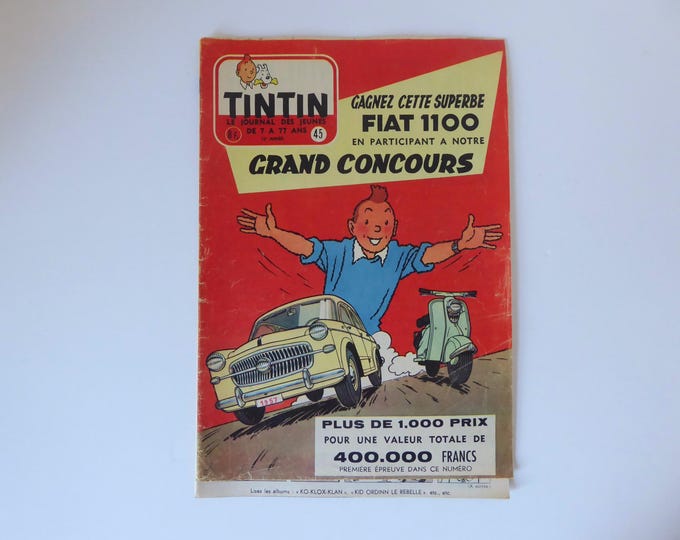 TINTIN
LE JOURNAL DES JEUNES
DE 7 A 77 ANS
45
GAGNEZ CETTE SUPERBE
FIAT 1100
EN PARTICIPANT A NOTRE
GRAND CONCOURS
1957
PLUS DE 1.000 PRIX
POUR UNE VALEUR TOTALE DE
400.000 FRANCS
PREMIÈRE ÉPREUVE DANS CE NUMÉRO
Lisez les albums : « KO-KLOX-KLAN », « KID ORDINN LE REBELLE », etc., etc.